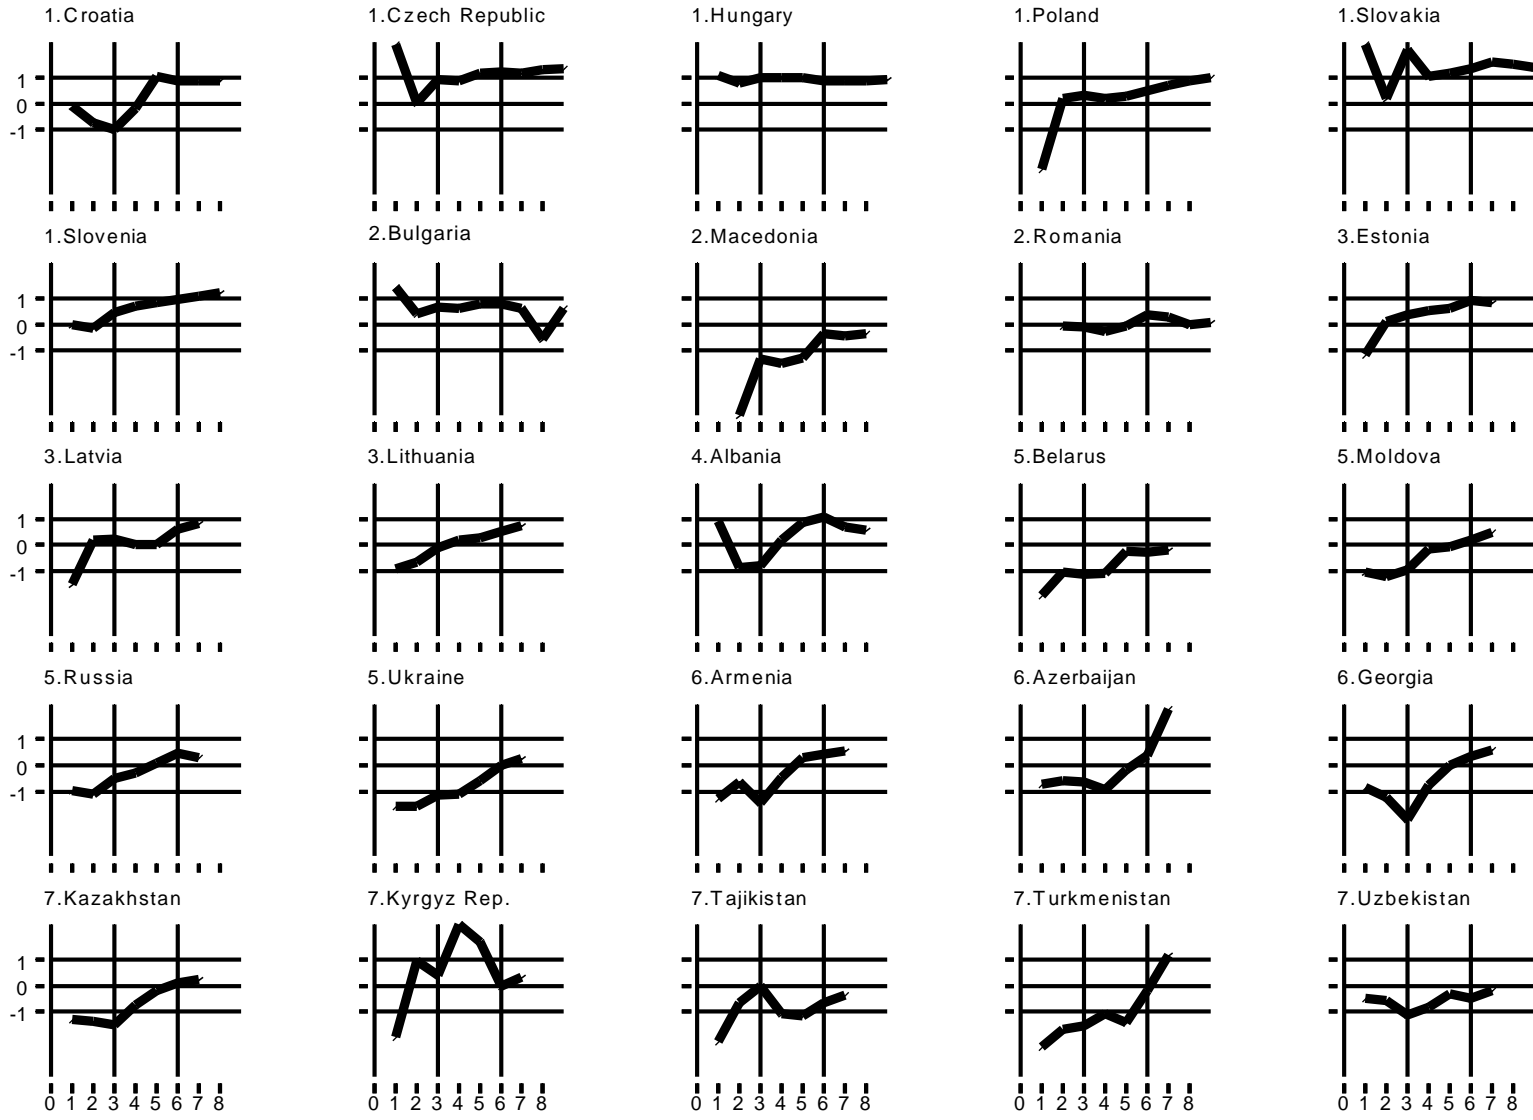 1.Croatia 1.Czech Republic 1.Hungary 1.Poland 1.Slovakia
1
0
-1
1.Slovenia 2.Bulgaria 2.Macedonia 2.Romania 3.Estonia
1
0
-1
3.Latvia 3.Lithuania 4.Albania 5.Belarus 5.Moldova
1
0
-1
5.Russia 5.Ukraine 6.Armenia 6.Azerbaijan 6.Georgia
1
0
-1
7.Kazakhstan 7.Kyrgyz Rep. 7.Tajikistan 7.Turkmenistan 7.Uzbekistan
1
0
-1
0 1 2 3 4 5 6 7 8 0 1 2 3 4 5 6 7 8 0 1 2 3 4 5 6 7 8 0 1 2 3 4 5 6 7 8 0 1 2 3 4 5 6 7 8